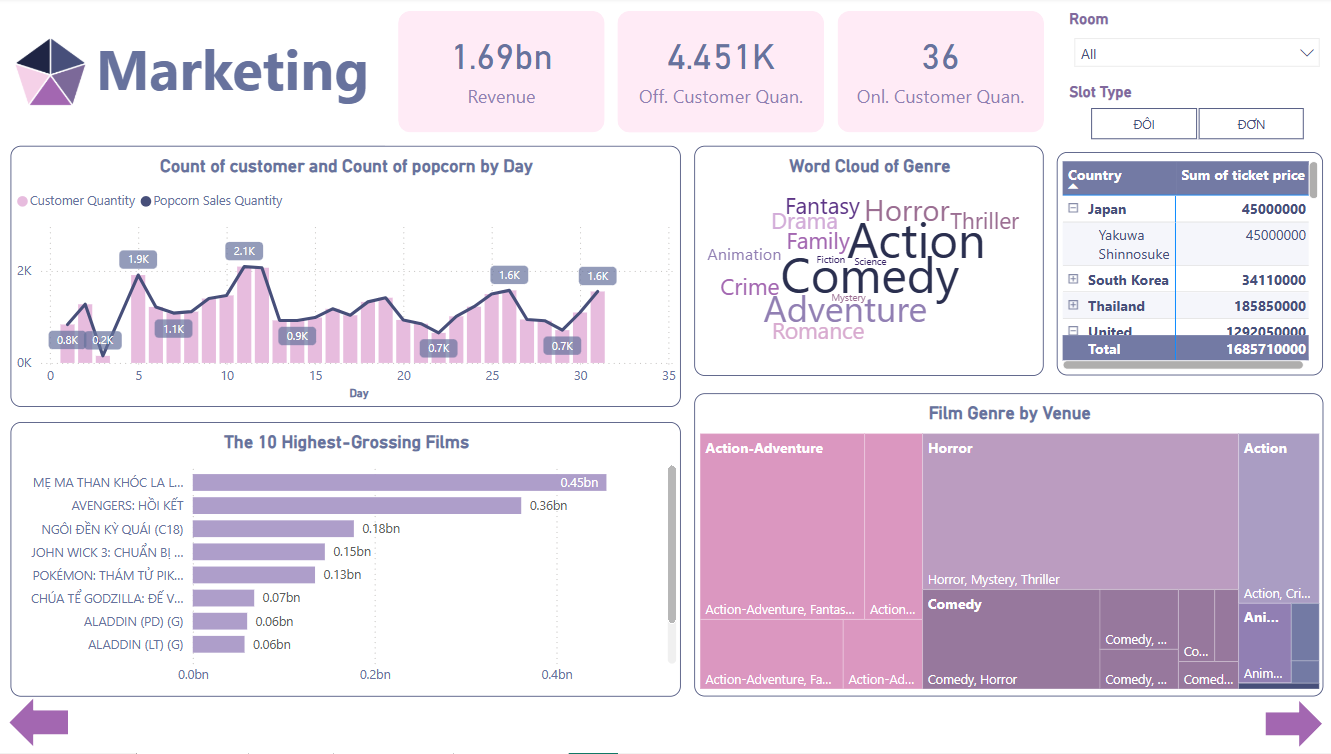 Marketing
1.69bn
Revenue
4.451K
Off. Customer Quan.
36
Onl. Customer Quan.
Room
All
Slot Type
ĐÔI
ĐƠN
Count of customer and Count of popcorn by Day
Customer Quantity
Popcorn Sales Quantity
2K
0K
0.8K
0.2K
1.9K
1.1K
2.1K
0.9K
0.7K
1.6K
0.7K
1.6K
0
5
10
15
20
25
30
35
Day
Word Cloud of Genre
Fantasy
Horror
Drama
Thriller
Family
Action
Animation
Fiction
Science
Comedy
Crime
Mystery
Adventure
Romance
Country
Sum of ticket price
Japan 45000000
Yakuwa Shinnosuke 45000000
South Korea 34110000
Thailand 185850000
United 1292050000
Total 1685710000
The 10 Highest-Grossing Films
MẸ MA THAN KHÓC LA L... 0.45bn
AVENGERS: HỒI KẾT 0.36bn
NGÔI ĐỀN KỲ QUÁI (C18) 0.18bn
JOHN WICK 3: CHUẨN BỊ ... 0.15bn
POKÉMON: THÁM TỬ PIK... 0.13bn
CHÚA TỂ GODZILLA: ĐẾ V... 0.07bn
ALADDIN (PD) (G) 0.06bn
ALADDIN (LT) (G) 0.06bn
0.0bn
0.2bn
0.4bn
Film Genre by Venue
Action-Adventure
Action-Adventure, Fantas...
Action...
Action-Adventure, Fa...
Action-Ad...
Horror
Horror, Mystery, Thriller
Comedy
Comedy, Horror
Comedy, ...
Comedy, ...
Co...
Comed...
Action
Action, Cri...
Ani...
Anim...